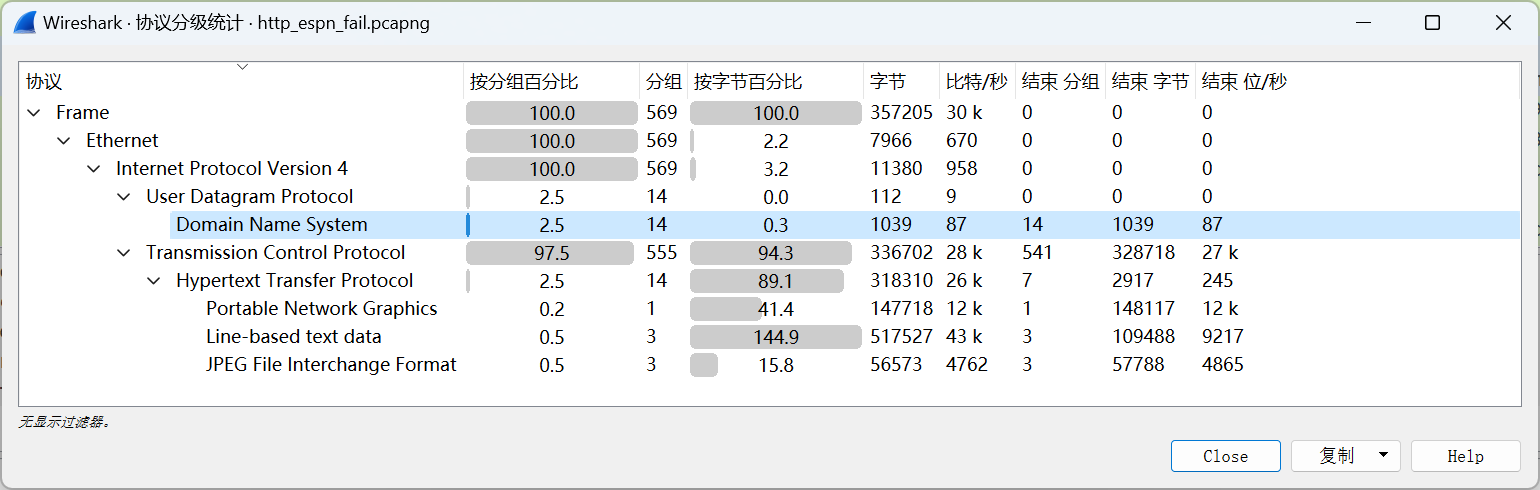 Wireshark · 协议分级统计 · http_espn_fail.pcapng
协议 按分组百分比 分组 按字节百分比 字节 比特/秒 结束 分组 结束 字节 结束 位/秒
Frame 100.0 569 100.0 357205 30 k 0 0 0
Ethernet 100.0 569 2.2 7966 670 0 0 0
Internet Protocol Version 4 100.0 569 3.2 11380 958 0 0 0
User Datagram Protocol 2.5 14 0.0 112 9 0 0 0
Domain Name System 2.5 14 0.3 1039 87 14 1039 87
Transmission Control Protocol 97.5 555 94.3 336702 28 k 541 328718 27 k
Hypertext Transfer Protocol 2.5 14 89.1 318310 26 k 7 2917 245
Portable Network Graphics 0.2 1 41.4 147718 12 k 1 148117 12 k
Line-based text data 0.5 3 144.9 517527 43 k 3 109488 9217
JPEG File Interchange Format 0.5 3 15.8 56573 4762 3 57788 4865
无显示过滤器。
Close 复制 Help